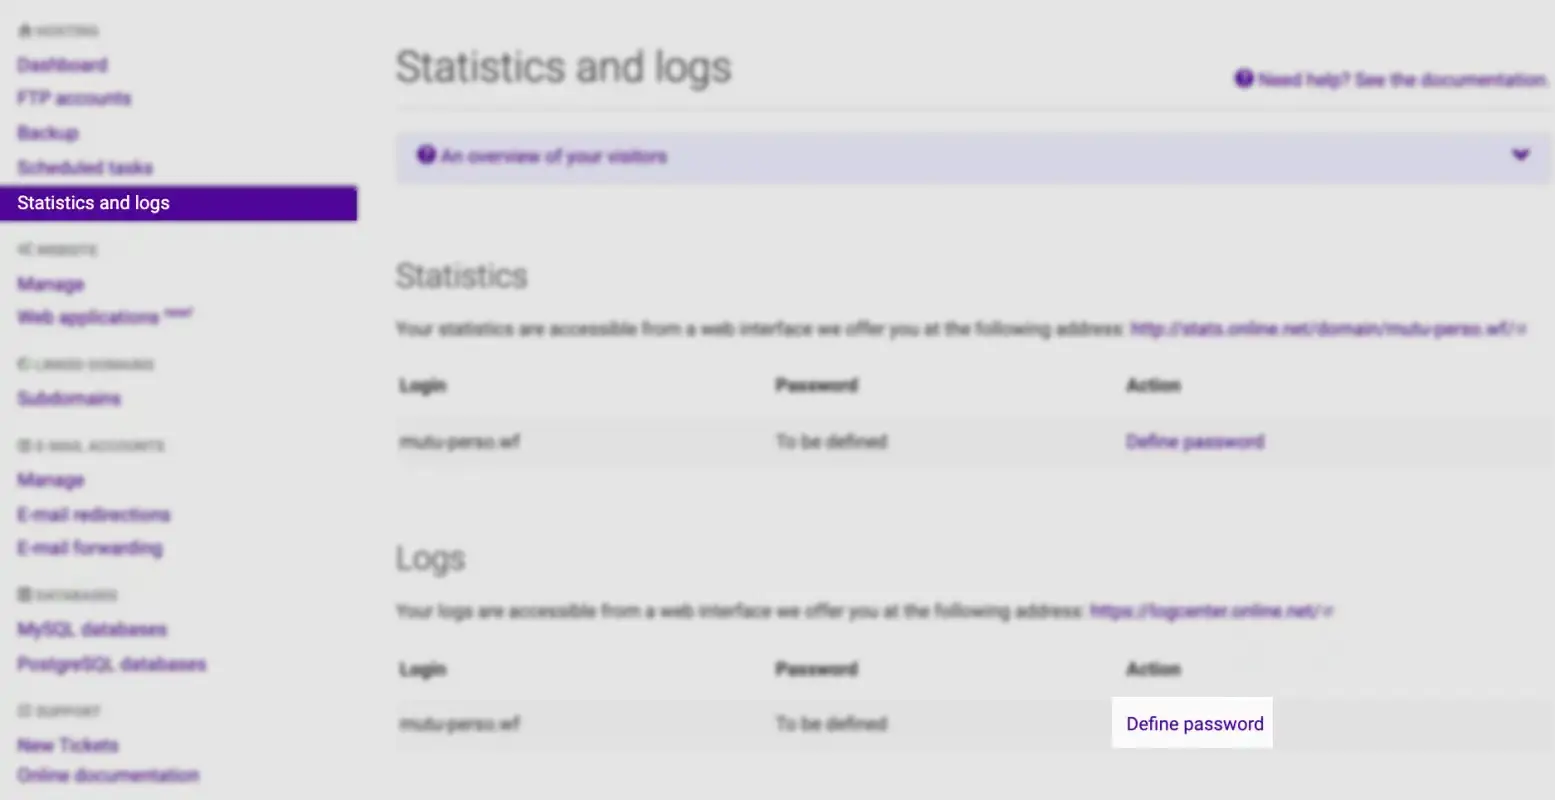 HOSTING
Dashboard
FTP accounts
Backup
Scheduled tasks
Statistics and logs
WEBSITE
Manage
Web applications new!
LINKED DOMAINS
Subdomains
E-MAIL ACCOUNTS
Manage
E-mail redirections
E-mail forwarding
DATABASES
MySQL databases
PostgreSQL databases
SUPPORT
New Tickets
Online documentation
Statistics and logs
Need help? See the documentation.
An overview of your visitors
Statistics
Your statistics are accessible from a web interface we offer you at the following address: http://stats.online.net/domain/mutu-perso.wf/
Login Password Action
mutu-perso.wf To be defined Define password
Logs
Your logs are accessible from a web interface we offer you at the following address: https://logcenter.online.net/
Login Password Action
mutu-perso.wf To be defined Define password